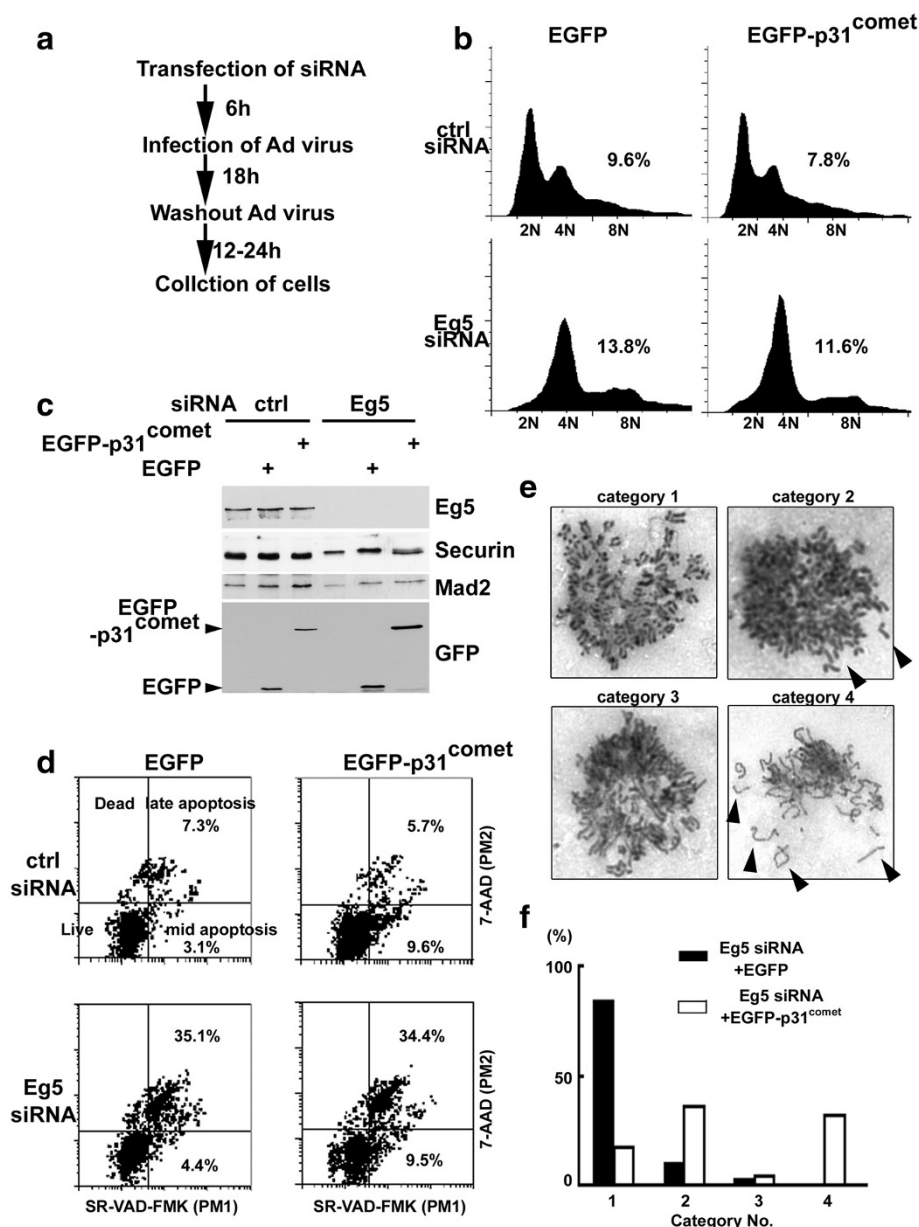 a
Transfection of siRNA
6h
Infection of Ad virus
18h
Washout Ad virus
12-24h
Collction of cells
b
EGFP
EGFP-p31comet
ctrl
siRNA
9.6%
7.8%
2N 4N 8N
2N 4N 8N
Eg5
siRNA
13.8%
11.6%
2N 4N 8N
2N 4N 8N
c
siRNA ctrl Eg5
EGFP-p31comet + +
EGFP + +
Eg5
Securin
Mad2
EGFP
-p31comet
GFP
EGFP
d
EGFP
EGFP-p31comet
ctrl
siRNA
Dead late apoptosis
7.3%
Live mid apoptosis
3.1%
5.7%
9.6%
7-AAD (PM2)
Eg5
siRNA
35.1%
4.4%
34.4%
9.5%
7-AAD (PM2)
SR-VAD-FMK (PM1)
SR-VAD-FMK (PM1)
e
category 1
category 2
category 3
category 4
f
(%)
100
50
0
Eg5 siRNA
+EGFP
Eg5 siRNA
+EGFP-p31comet
1 2 3 4
Category No.